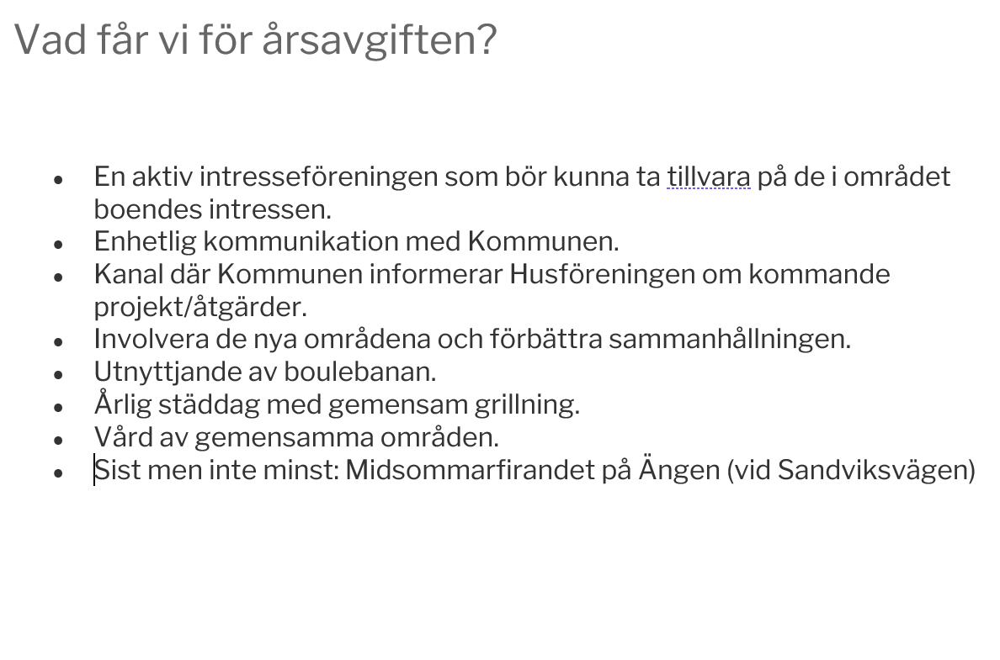 Vad får vi för årsavgiften?
• En aktiv intresseföreningen som bör kunna ta tillvara på de i området
boendes intressen.
• Enhetlig kommunikation med Kommunen.
• Kanal där Kommunen informerar Husföreningen om kommande
projekt/åtgärder.
• Involvera de nya områdena och förbättra sammanhållningen.
• Utnyttjande av boulebanan.
• Årlig städdag med gemensam grillning.
• Vård av gemensamma områden.
• Sist men inte minst: Midsommarfirandet på Ängen (vid Sandviksvägen)